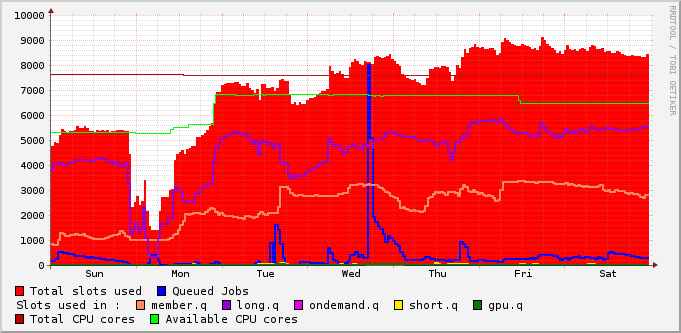 10000
9000
8000
7000
6000
5000
4000
3000
2000
1000
0
Sun Mon Tue Wed Thu Fri Sat
Total slots used Queued Jobs
Slots used in : member.q long.q ondemand.q short.q gpu.q
Total CPU cores Available CPU cores
RRDTOOL / TOBI OETIKER